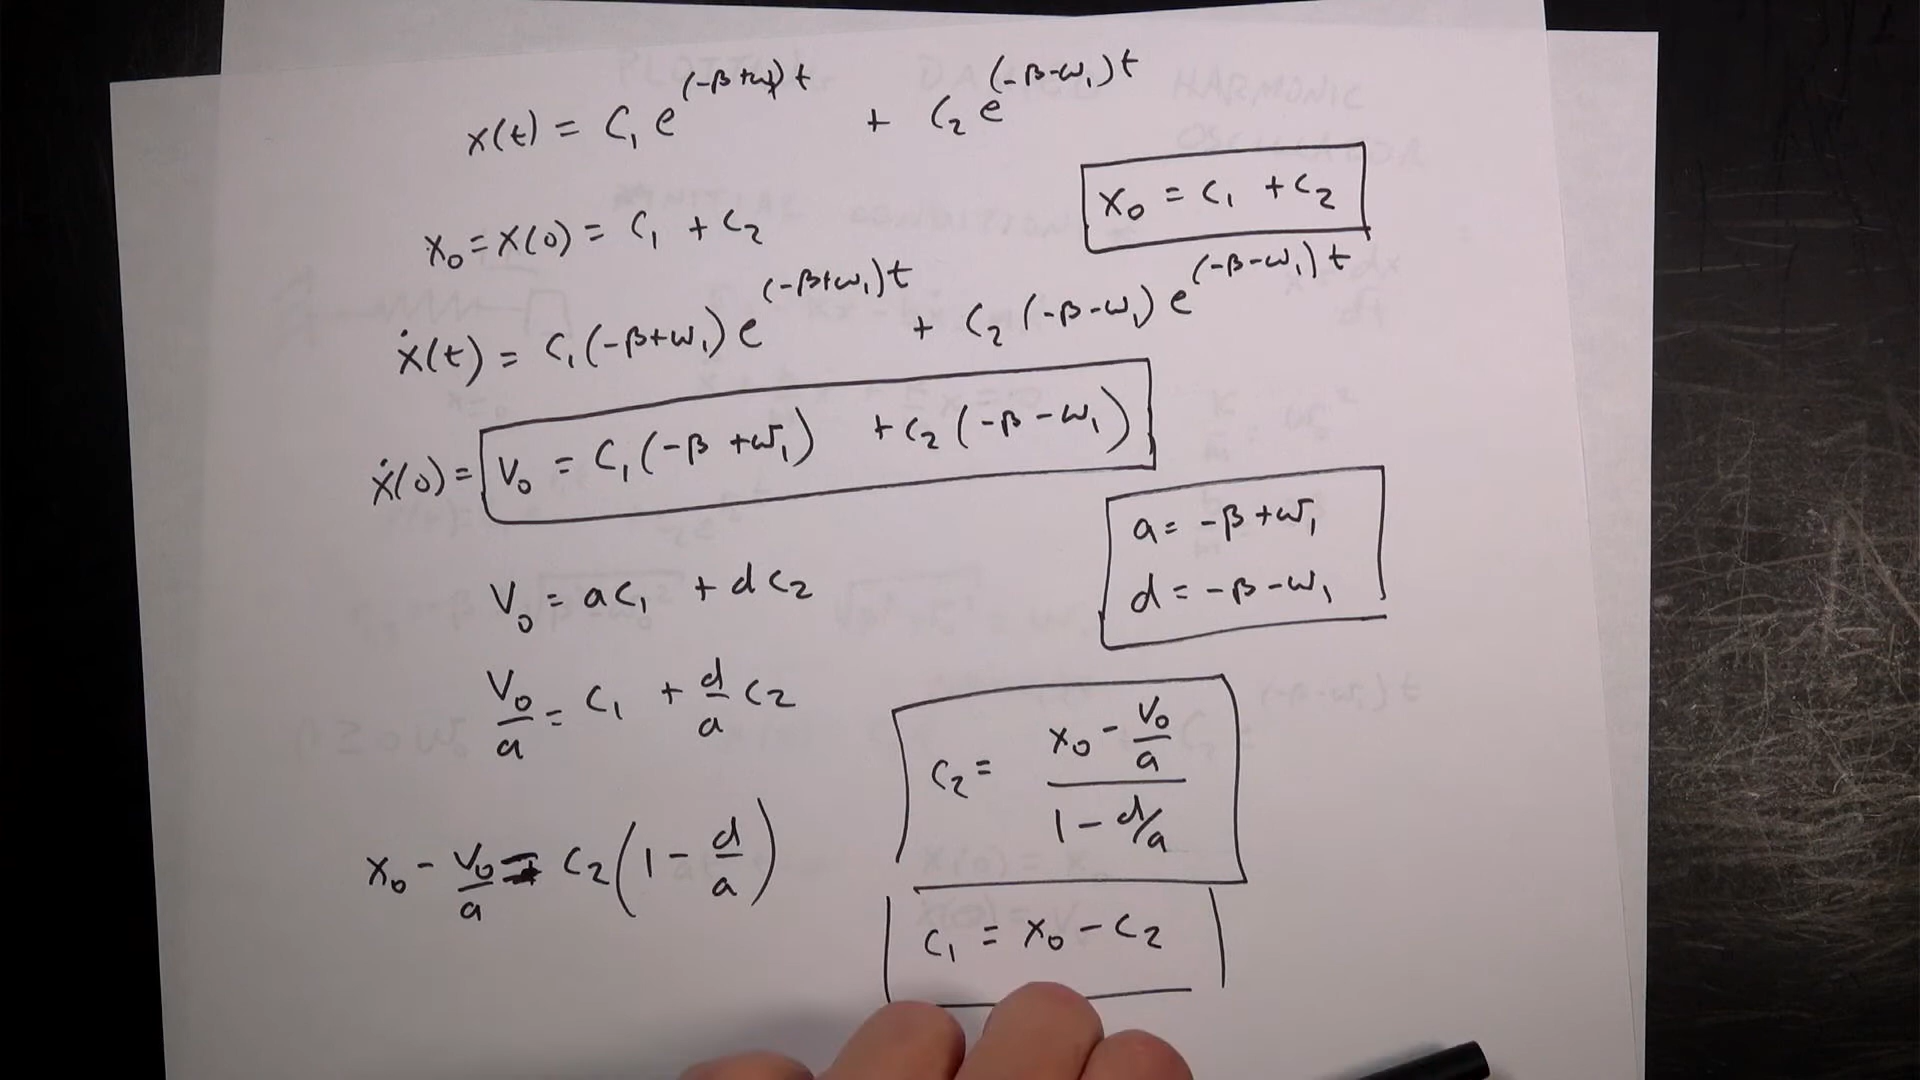 x(t) = C₁ e^((-β+ω₁)t) + C₂ e^((-β-ω₁)t)
x₀ = C₁ + C₂
x₀ = x(0) = C₁ + C₂
ẋ(t) = C₁(-β+ω₁) e^((-β+ω₁)t) + C₂(-β-ω₁) e^((-β-ω₁)t)
ẋ(0) = V₀ = C₁(-β+ω₁) + C₂(-β-ω₁)
a = -β+ω₁
d = -β-ω₁
V₀ = aC₁ + dC₂
V₀/a = C₁ + d/a C₂
C₂ = (x₀ - V₀/a)/(1 - d/a)
x₀ - V₀/a = C₂(1 - d/a)
C₁ = x₀ - C₂